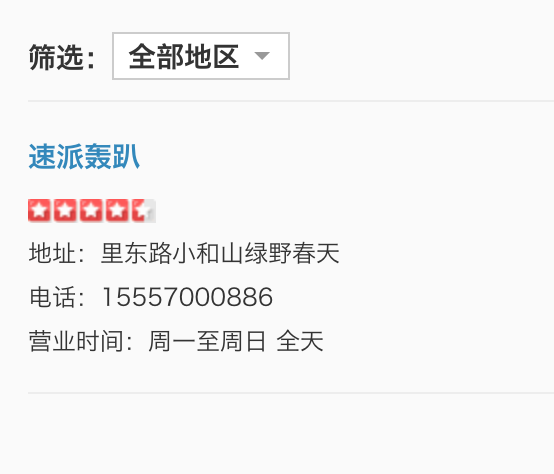 筛选：全部地区
速派轰趴
地址：里东路小和山绿野春天
电话：15557000886
营业时间：周一至周日 全天